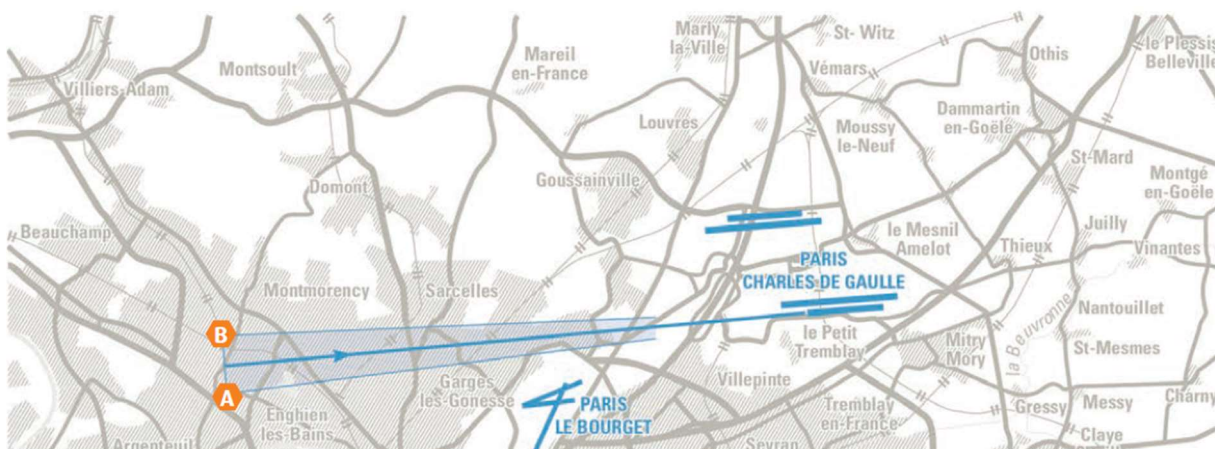 Marly
la-Ville
St- Witz
Othis
le Plessis
Belleville
Mareil
en-France
Montsoult
Vémars
Villiers-Adam
Dammartin
en-Goële
Louvres
Moussy
le-Neuf
St-Mard
Montgé
en-Goële
Domont
Goussainville
Beauchamp
le Mesnil
Amelot
Juilly
Thieux
Vinantes
PARIS
CHARLES DE GAULLE
Montmorency
Sarcelles
Nantouillet
la Beuvronne
B
le Petit
Tremblay
Mitry
Mory
St-Mesmes
A
Garges
les-Gonesse
Villepinte
PARIS
LE BOURGET
Enghien
les-Bains
Tremblay
en-France
Gressy
Messy
Charny
Argenteuil
Sevran
Claye